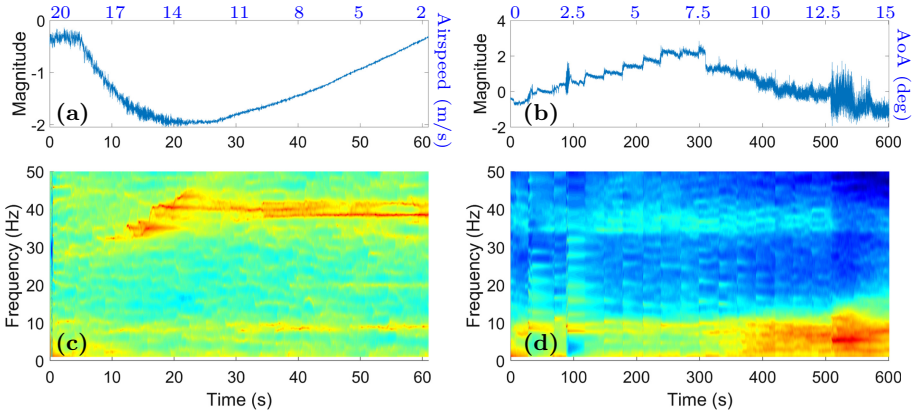 20 17 14 11 8 5 2
0
-1
-2
Magnitude
(a)
Airspeed (m/s)
0 10 20 30 40 50 60
Time (s)
0 2.5 5 7.5 10 12.5 15
4
2
0
-2
Magnitude
(b)
AoA (deg)
0 100 200 300 400 500 600
Time (s)
50
40
30
20
10
0
Frequency (Hz)
(c)
0 10 20 30 40 50 60
Time (s)
50
40
30
20
10
0
Frequency (Hz)
(d)
0 100 200 300 400 500 600
Time (s)